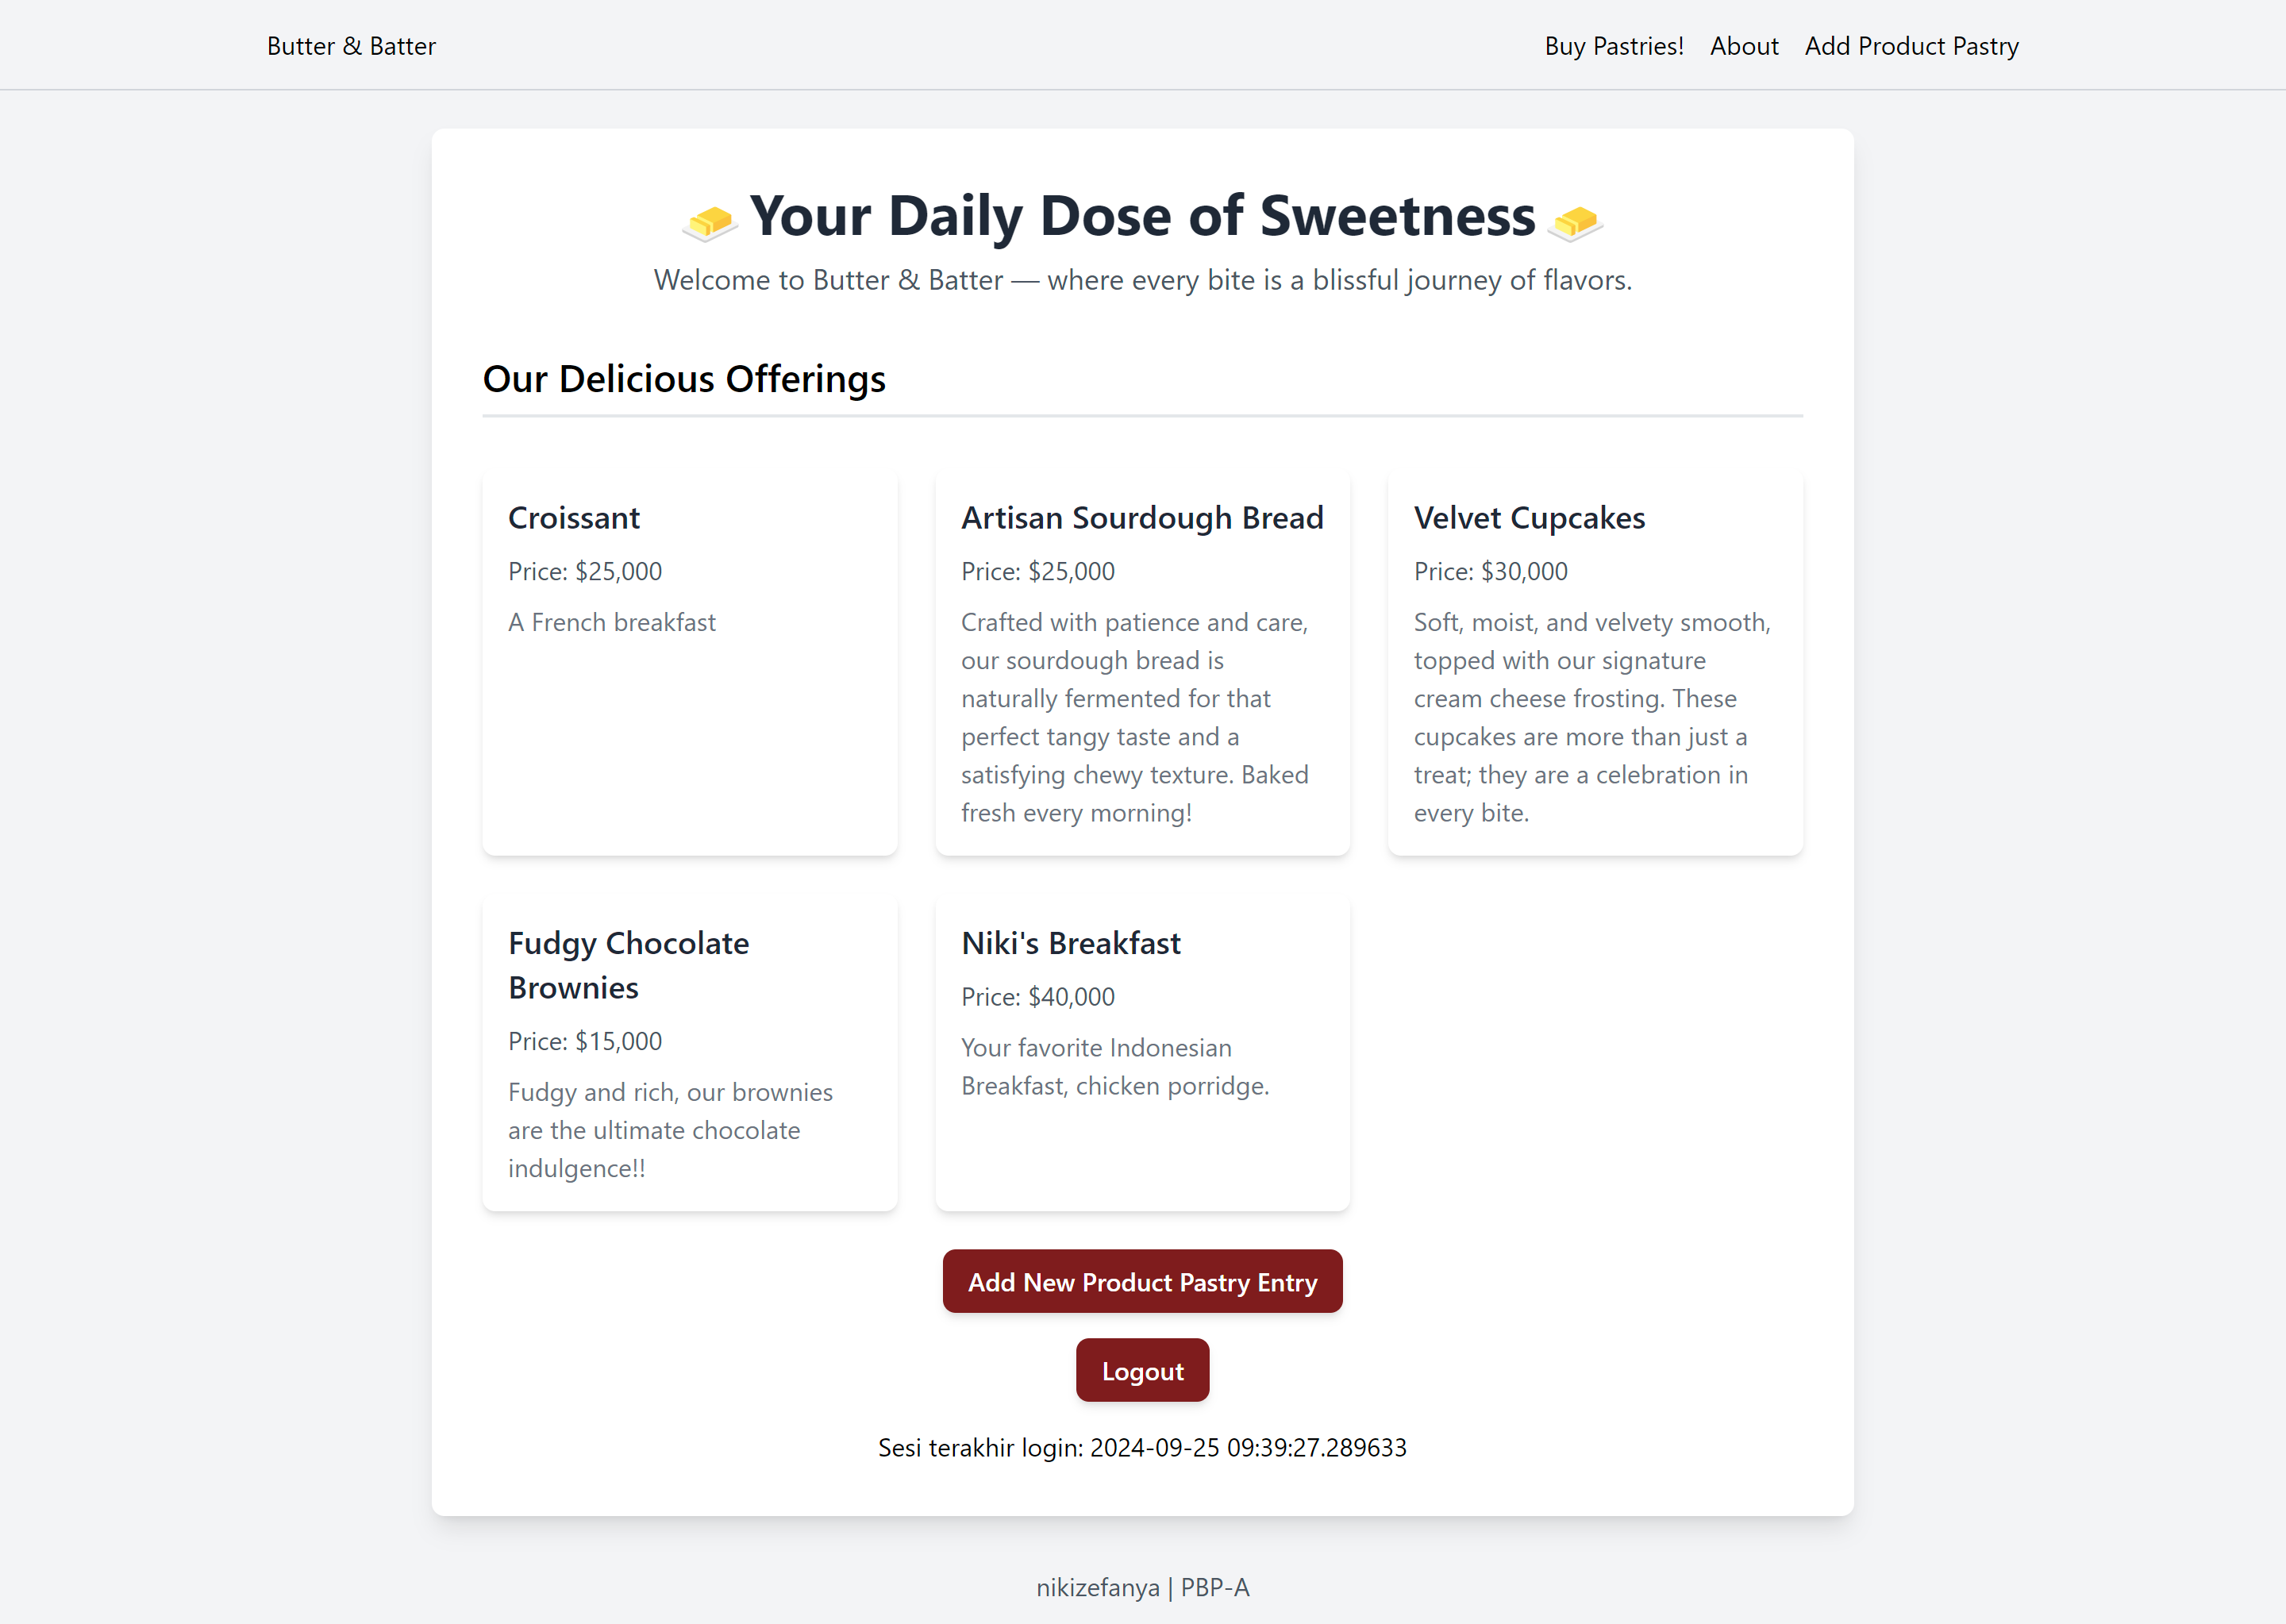 Butter & Batter
Buy Pastries! About Add Product Pastry
Your Daily Dose of Sweetness
Welcome to Butter & Batter — where every bite is a blissful journey of flavors.
Our Delicious Offerings
Croissant
Price: $25,000
A French breakfast
Artisan Sourdough Bread
Price: $25,000
Crafted with patience and care,
our sourdough bread is
naturally fermented for that
perfect tangy taste and a
satisfying chewy texture. Baked
fresh every morning!
Velvet Cupcakes
Price: $30,000
Soft, moist, and velvety smooth,
topped with our signature
cream cheese frosting. These
cupcakes are more than just a
treat; they are a celebration in
every bite.
Fudgy Chocolate
Brownies
Price: $15,000
Fudgy and rich, our brownies
are the ultimate chocolate
indulgence!!
Niki's Breakfast
Price: $40,000
Your favorite Indonesian
Breakfast, chicken porridge.
Add New Product Pastry Entry
Logout
Sesi terakhir login: 2024-09-25 09:39:27.289633
nikizefanya | PBP-A